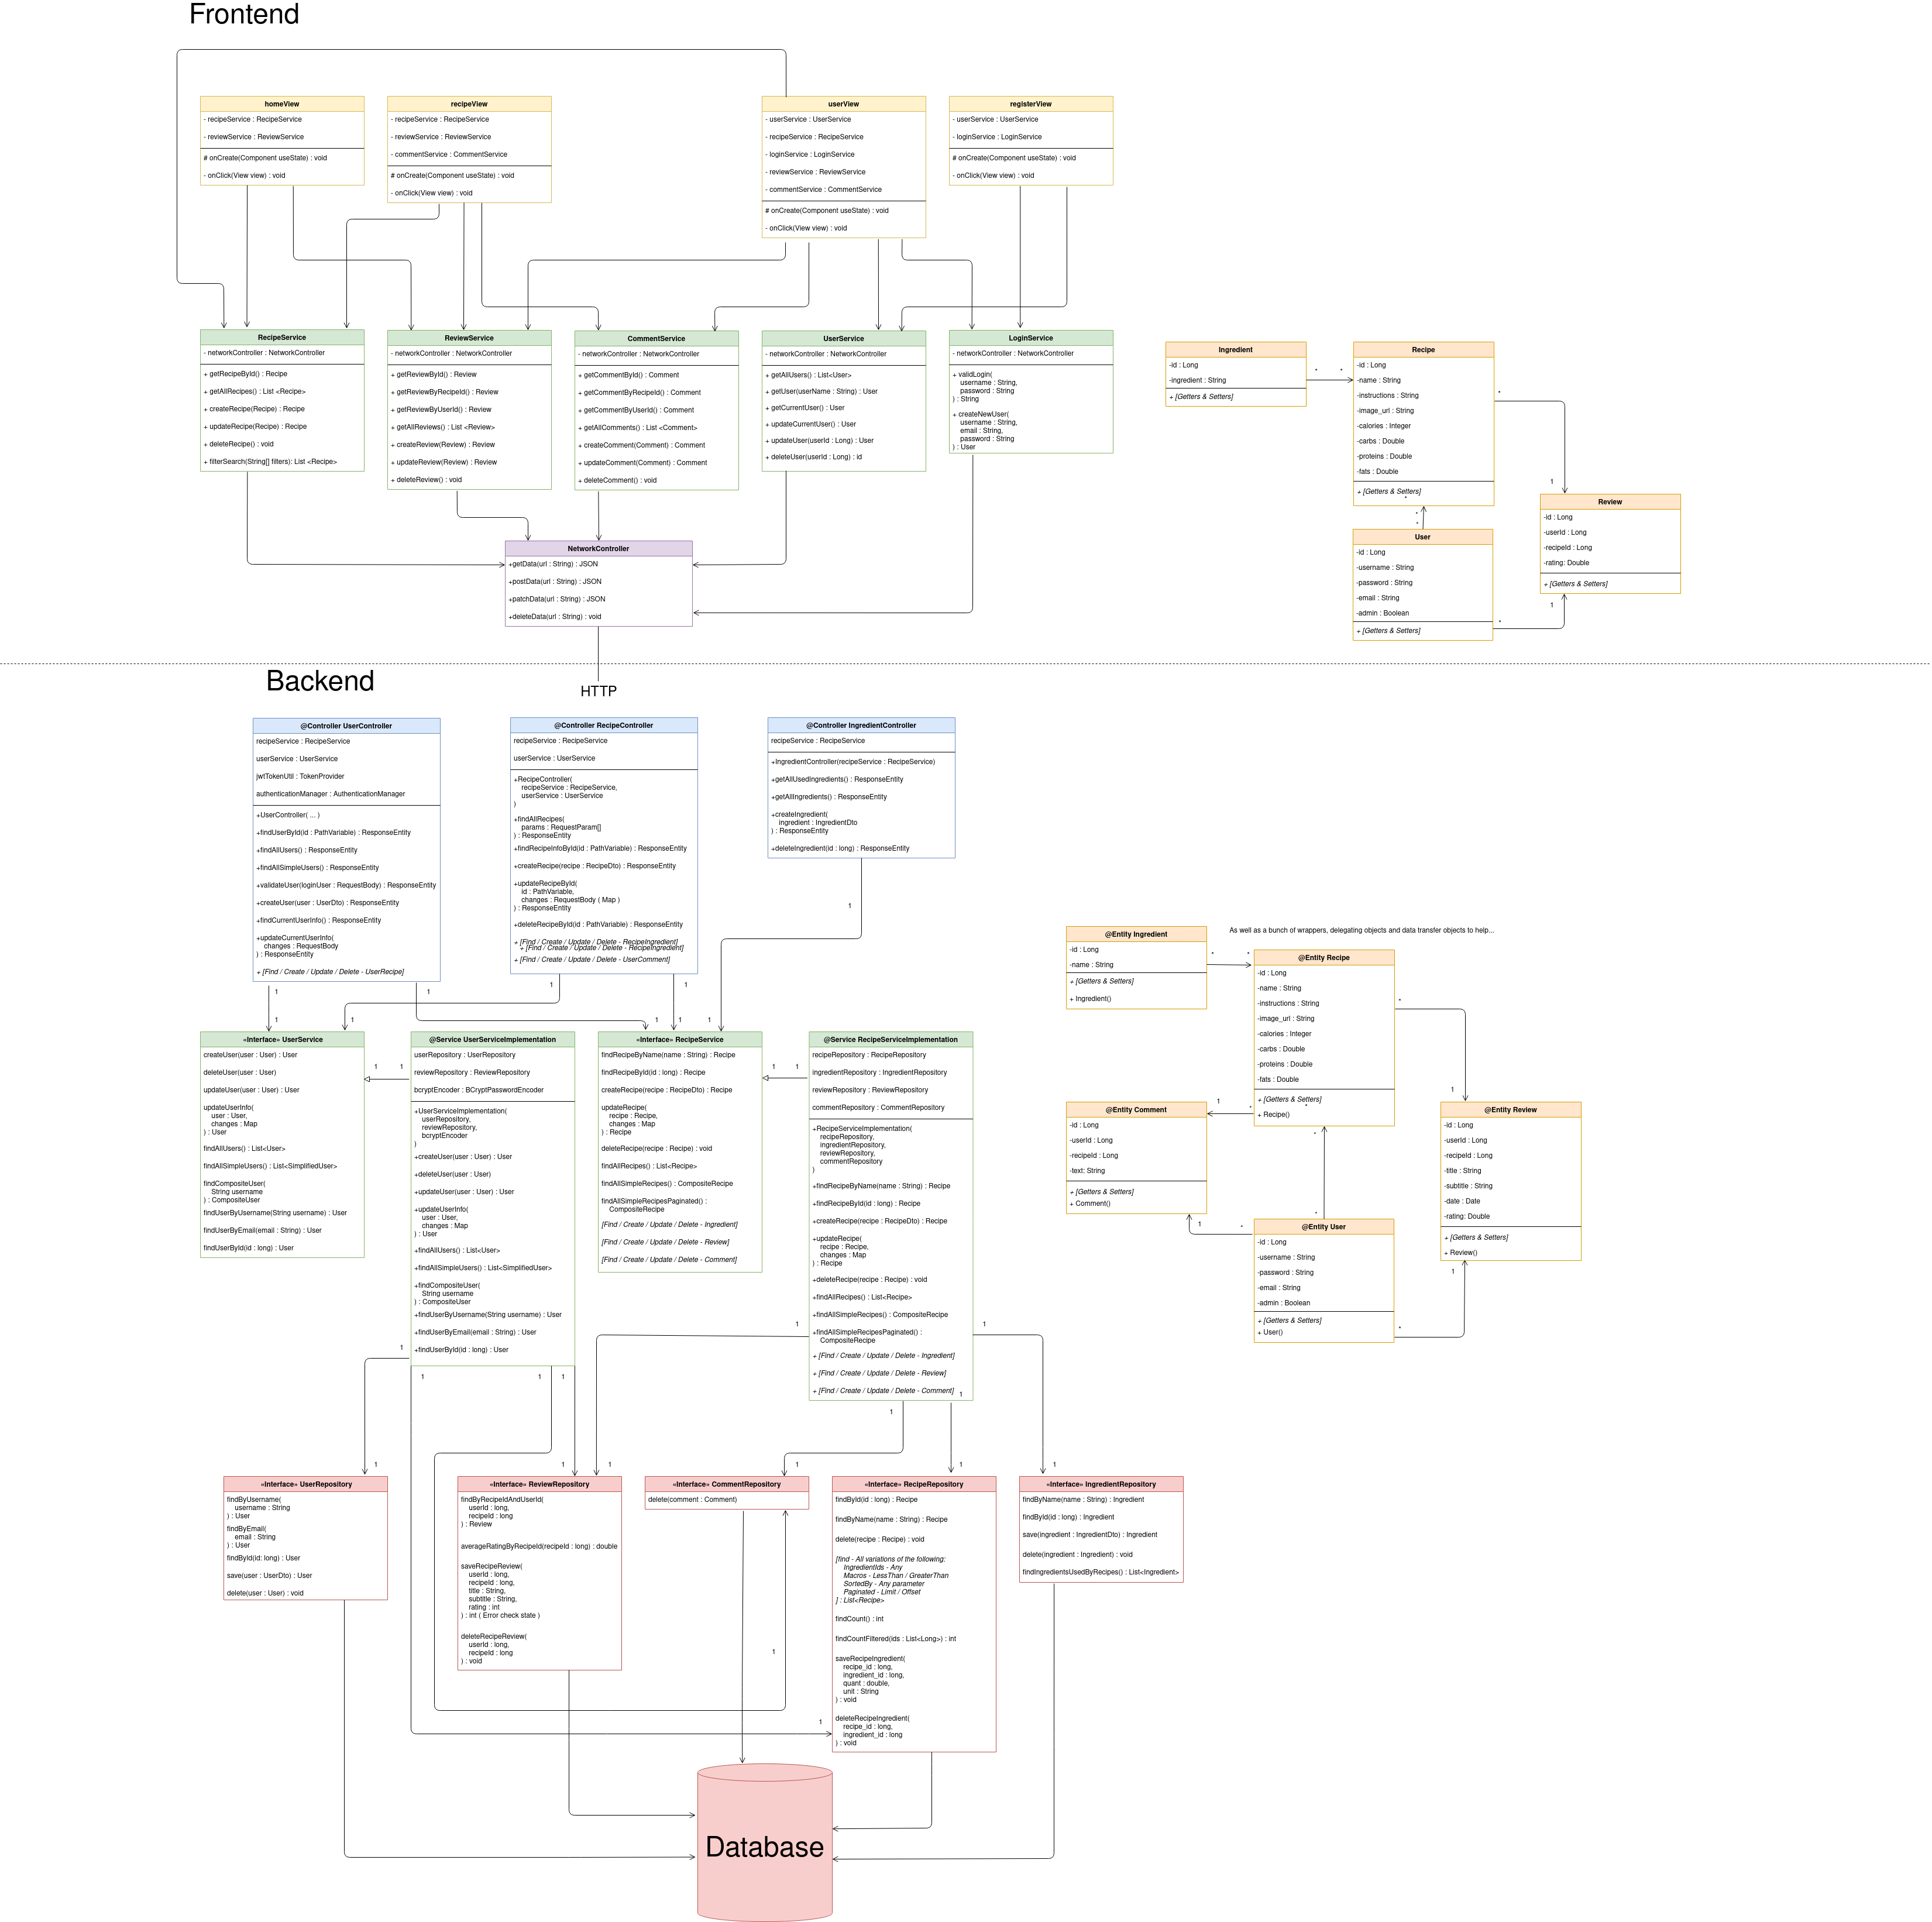 Frontend
homeView
- recipeService : RecipeService
- reviewService : ReviewService
# onCreate(Component useState) : void
- onClick(View view) : void
recipeView
- recipeService : RecipeService
- reviewService : ReviewService
- commentService : CommentService
# onCreate(Component useState) : void
- onClick(View view) : void
userView
- userService : UserService
- recipeService : RecipeService
- loginService : LoginService
- reviewService : ReviewService
- commentService : CommentService
# onCreate(Component useState) : void
- onClick(View view) : void
registerView
- userService : UserService
- loginService : LoginService
# onCreate(Component useState) : void
- onClick(View view) : void
RecipeService
- networkController : NetworkController
+ getRecipeById() : Recipe
+ getAllRecipes() : List <Recipe>
+ createRecipe(Recipe) : Recipe
+ updateRecipe(Recipe) : Recipe
+ deleteRecipe() : void
+ filterSearch(String[] filters): List <Recipe>
ReviewService
- networkController : NetworkController
+ getReviewById() : Review
+ getReviewByRecipeId() : Review
+ getReviewByUserId() : Review
+ getAllReviews() : List <Review>
+ createReview(Review) : Review
+ updateReview(Review) : Review
+ deleteReview() : void
CommentService
- networkController : NetworkController
+ getCommentById() : Comment
+ getCommentByRecipeId() : Comment
+ getCommentByUserId() : Comment
+ getAllComments() : List <Comment>
+ createComment(Comment) : Comment
+ updateComment(Comment) : Comment
+ deleteComment() : void
UserService
- networkController : NetworkController
+ getAllUsers() : List<User>
+ getUser(userName : String) : User
+ getCurrentUser() : User
+ updateCurrentUser() : User
+ updateUser(userId : Long) : User
+ deleteUser(userId : Long) : id
LoginService
- networkController : NetworkController
+ validLogin(
username : String,
password : String
) : String
+ createNewUser(
username : String,
email : String,
password : String
) : User
NetworkController
+getData(url : String) : JSON
+postData(url : String) : JSON
+patchData(url : String) : JSON
+deleteData(url : String) : void
Ingredient
-id : Long
-ingredient : String
+ [Getters & Setters]
* *
Recipe
-id : Long
-name : String
-instructions : String
-image_url : String
-calories : Integer
-carbs : Double
-proteins : Double
-fats : Double
+ [Getters & Setters]
*
*
1
*
*
Review
-id : Long
-userId : Long
-recipeId : Long
-rating: Double
+ [Getters & Setters]
1
User
-id : Long
-username : String
-password : String
-email : String
-admin : Boolean
+ [Getters & Setters]
*
Backend
HTTP
@Controller UserController
recipeService : RecipeService
userService : UserService
jwtTokenUtil : TokenProvider
authenticationManager : AuthenticationManager
+UserController( ... )
+findUserById(id : PathVariable) : ResponseEntity
+findAllUsers() : ResponseEntity
+findAllSimpleUsers() : ResponseEntity
+validateUser(loginUser : RequestBody) : ResponseEntity
+createUser(user : UserDto) : ResponseEntity
+findCurrentUserInfo() : ResponseEntity
+updateCurrentUserInfo(
changes : RequestBody
) : ResponseEntity
+ [Find / Create / Update / Delete - UserRecipe]
@Controller RecipeController
recipeService : RecipeService
userService : UserService
+RecipeController(
recipeService : RecipeService,
userService : UserService
)
+findAllRecipes(
params : RequestParam[]
) : ResponseEntity
+findRecipeInfoById(id : PathVariable) : ResponseEntity
+createRecipe(recipe : RecipeDto) : ResponseEntity
+updateRecipeById(
id : PathVariable,
changes : RequestBody ( Map )
) : ResponseEntity
+deleteRecipeById(id : PathVariable) : ResponseEntity
+ [Find / Create / Update / Delete - RecipeIngredient]
+ [Find / Create / Update / Delete - RecipeIngredient]
+ [Find / Create / Update / Delete - UserComment]
@Controller IngredientController
recipeService : RecipeService
+IngredientController(recipeService : RecipeService)
+getAllUsedIngredients() : ResponseEntity
+getAllIngredients() : ResponseEntity
+createIngredient(
ingredient : IngredientDto
) : ResponseEntity
+deleteIngredient(id : long) : ResponseEntity
1
1 1 1 1
1 1 1 1 1
«Interface» UserService
createUser(user : User) : User
deleteUser(user : User)
updateUser(user : User) : User
updateUserInfo(
user : User,
changes : Map
) : User
findAllUsers() : List<User>
findAllSimpleUsers() : List<SimplifiedUser>
findCompositeUser(
String username
) : CompositeUser
findUserByUsername(String username) : User
findUserByEmail(email : String) : User
findUserById(id : long) : User
1 1
@Service UserServiceImplementation
userRepository : UserRepository
reviewRepository : ReviewRepository
bcryptEncoder : BCryptPasswordEncoder
+UserServiceImplementation(
userRepository,
reviewRepository,
bcryptEncoder
)
+createUser(user : User) : User
+deleteUser(user : User)
+updateUser(user : User) : User
+updateUserInfo(
user : User,
changes : Map
) : User
+findAllUsers() : List<User>
+findAllSimpleUsers() : List<SimplifiedUser>
+findCompositeUser(
String username
) : CompositeUser
+findUserByUsername(String username) : User
+findUserByEmail(email : String) : User
+findUserById(id : long) : User
«Interface» RecipeService
findRecipeByName(name : String) : Recipe
findRecipeById(id : long) : Recipe
createRecipe(recipe : RecipeDto) : Recipe
updateRecipe(
recipe : Recipe,
changes : Map
) : Recipe
deleteRecipe(recipe : Recipe) : void
findAllRecipes() : List<Recipe>
findAllSimpleRecipes() : CompositeRecipe
findAllSimpleRecipesPaginated() :
CompositeRecipe
[Find / Create / Update / Delete - Ingredient]
[Find / Create / Update / Delete - Review]
[Find / Create / Update / Delete - Comment]
1 1
@Service RecipeServiceImplementation
recipeRepository : RecipeRepository
ingredientRepository : IngredientRepository
reviewRepository : ReviewRepository
commentRepository : CommentRepository
+RecipeServiceImplementation(
recipeRepository,
ingredientRepository,
reviewRepository,
commentRepository
)
+findRecipeByName(name : String) : Recipe
+findRecipeById(id : long) : Recipe
+createRecipe(recipe : RecipeDto) : Recipe
+updateRecipe(
recipe : Recipe,
changes : Map
) : Recipe
+deleteRecipe(recipe : Recipe) : void
+findAllRecipes() : List<Recipe>
+findAllSimpleRecipes() : CompositeRecipe
+findAllSimpleRecipesPaginated() :
CompositeRecipe
+ [Find / Create / Update / Delete - Ingredient]
+ [Find / Create / Update / Delete - Review]
+ [Find / Create / Update / Delete - Comment]
As well as a bunch of wrappers, delegating objects and data transfer objects to help...
@Entity Ingredient
-id : Long
-name : String
+ [Getters & Setters]
+ Ingredient()
* *
@Entity Recipe
-id : Long
-name : String
-instructions : String
-image_url : String
-calories : Integer
-carbs : Double
-proteins : Double
-fats : Double
+ [Getters & Setters]
*
+ Recipe()
*
1
1 *
@Entity Comment
-id : Long
-userId : Long
-recipeId : Long
-text: String
+ [Getters & Setters]
+ Comment()
@Entity Review
-id : Long
-userId : Long
-recipeId : Long
-title : String
-subtitle : String
-date : Date
-rating: Double
+ [Getters & Setters]
+ Review()
*
*
1 *
@Entity User
-id : Long
-username : String
-password : String
-email : String
-admin : Boolean
+ [Getters & Setters]
+ User()
1
*
1 1 1
1 1 1 1 1
1 1 1 1 1 1
«Interface» UserRepository
findByUsername(
username : String
) : User
findByEmail(
email : String
) : User
findById(id: long) : User
save(user : UserDto) : User
delete(user : User) : void
«Interface» ReviewRepository
findByRecipeIdAndUserId(
userId : long,
recipeId : long
) : Review
averageRatingByRecipeId(recipeId : long) : double
saveRecipeReview(
userId : long,
recipeId : long,
title : String,
subtitle : String,
rating : int
) : int ( Error check state )
deleteRecipeReview(
userId : long,
recipeId : long
) : void
«Interface» CommentRepository
delete(comment : Comment)
1
1
«Interface» RecipeRepository
findById(id : long) : Recipe
findByName(name : String) : Recipe
delete(recipe : Recipe) : void
[find - All variations of the following:
IngredientIds - Any
Macros - LessThan / GreaterThan
SortedBy - Any parameter
Paginated - Limit / Offset
] : List<Recipe>
findCount() : int
findCountFiltered(ids : List<Long>) : int
saveRecipeIngredient(
recipe_id : long,
ingredient_id : long,
quant : double,
unit : String
) : void
deleteRecipeIngredient(
recipe_id : long,
ingredient_id : long
) : void
«Interface» IngredientRepository
findByName(name : String) : Ingredient
findById(id : long) : Ingredient
save(ingredient : IngredientDto) : Ingredient
delete(ingredient : Ingredient) : void
findIngredientsUsedByRecipes() : List<Ingredient>
Database